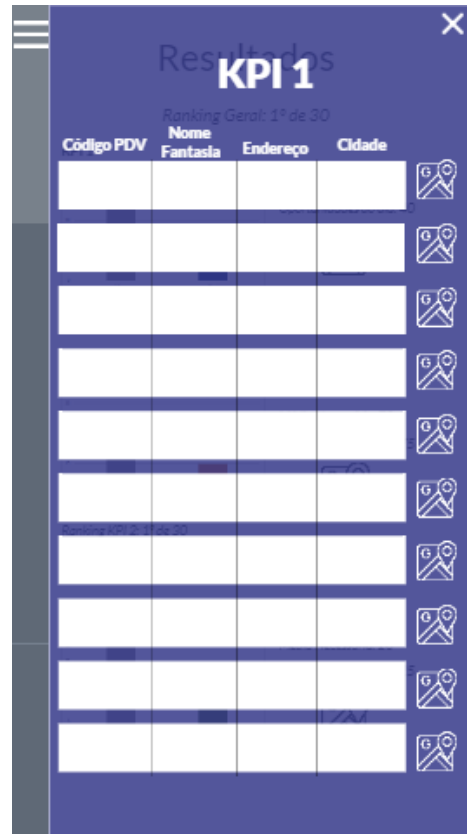 Resultados
KPI 1
Ranking Geral: 1º de 30
Código PDV Nome Fantasia Endereço Cidade
G
G
G
G
G
G
Ranking KPI 2: 1º de 30
G
G
G
G